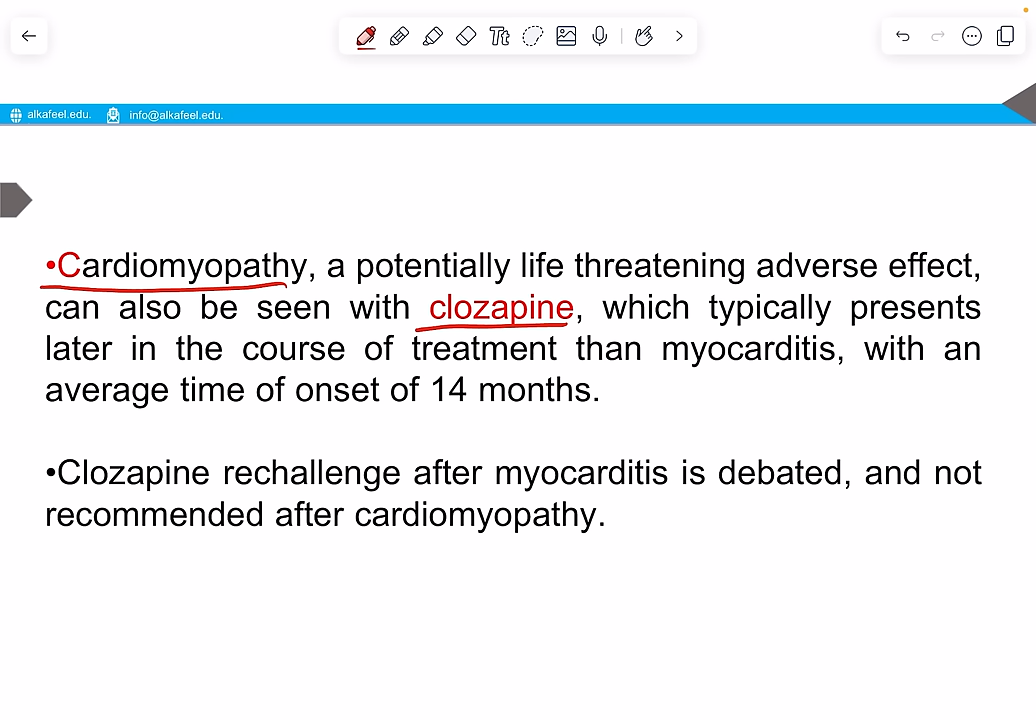 Tt
alkafeel.edu. info@alkafeel.edu.
•Cardiomyopathy, a potentially life threatening adverse effect,
can also be seen with clozapine, which typically presents
later in the course of treatment than myocarditis, with an
average time of onset of 14 months.
•Clozapine rechallenge after myocarditis is debated, and not
recommended after cardiomyopathy.